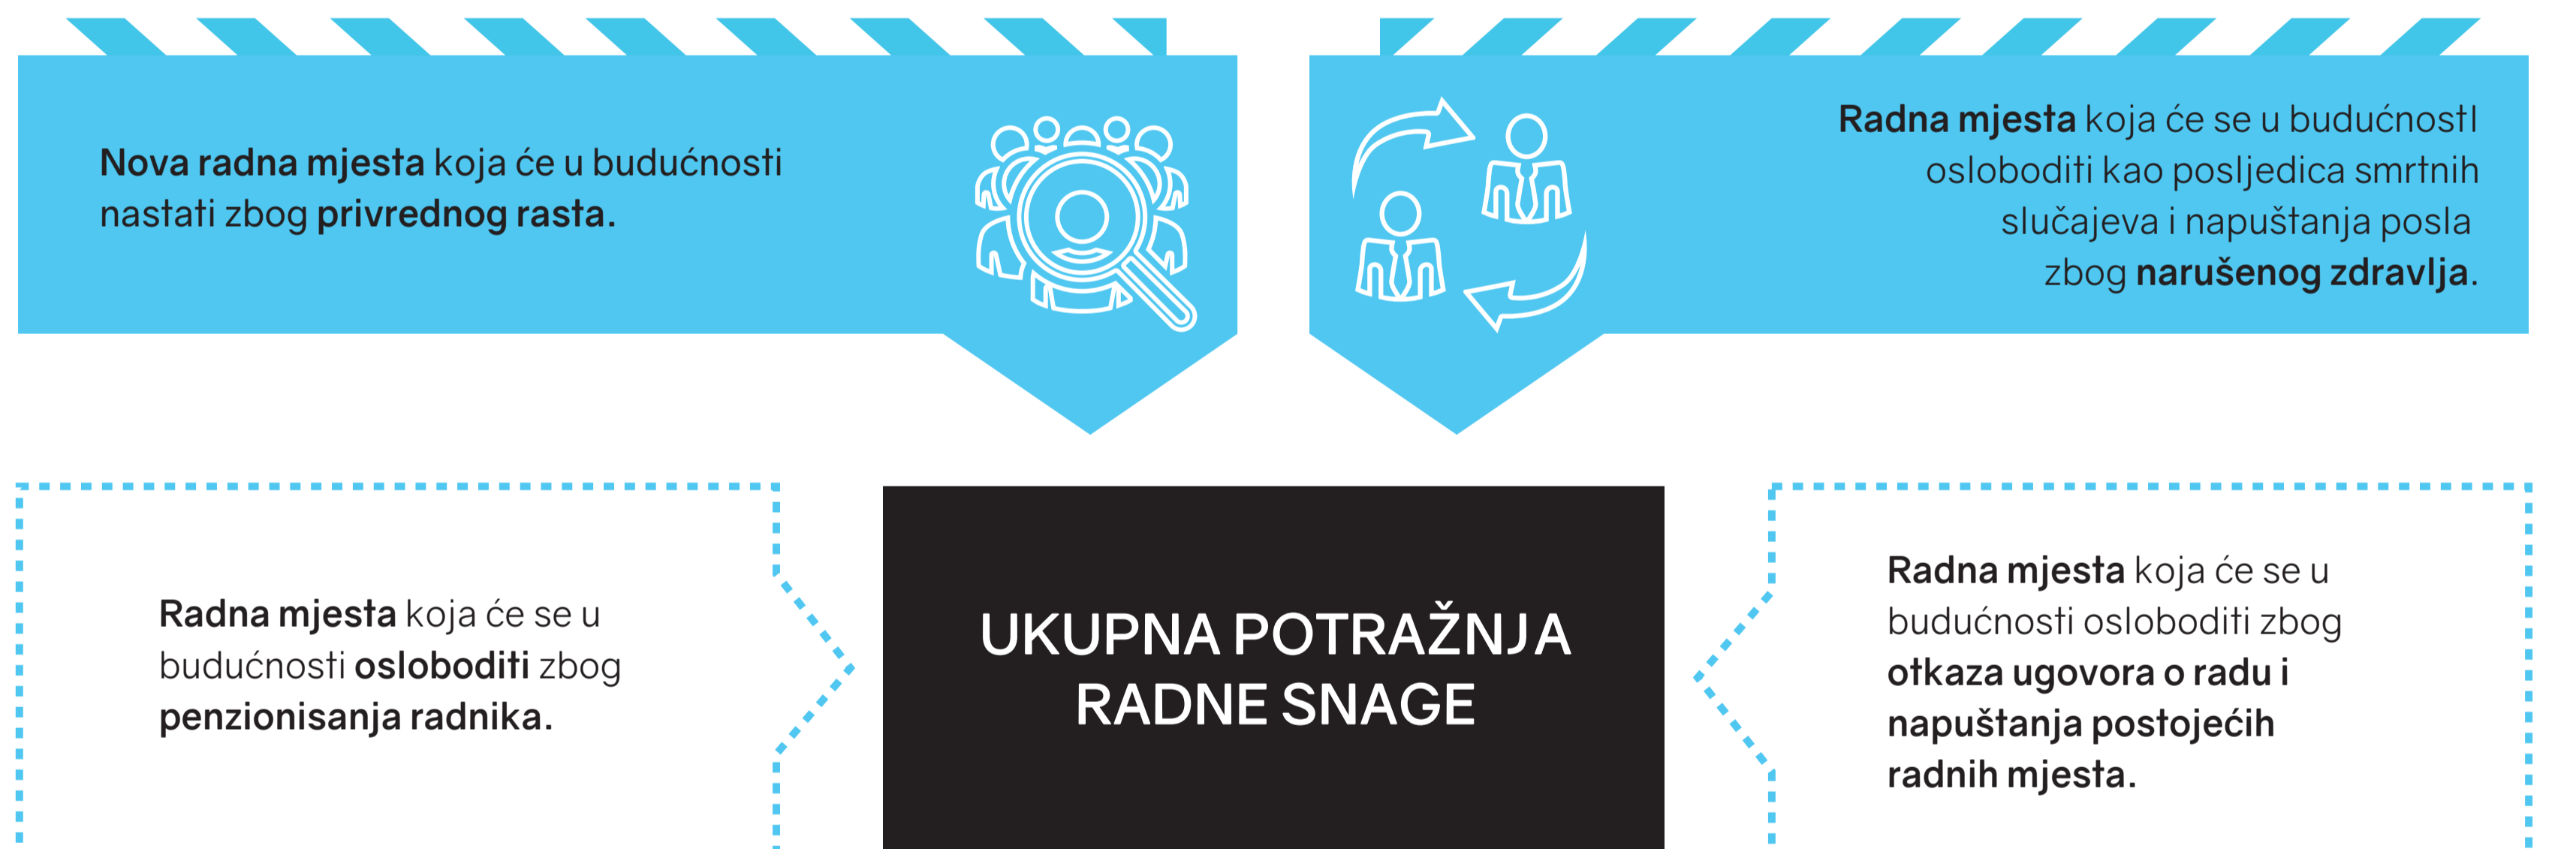 Nova radna mjesta koja će u budućnosti
nastati zbog privrednog rasta.
Radna mjesta koja će se u budućnostI
osloboditi kao posljedica smrtnih
slučajeva i napuštanja posla
zbog narušenog zdravlja.
Radna mjesta koja će se u
budućnosti osloboditi zbog
penzionisanja radnika.
UKUPNA POTRAŽNJA
RADNE SNAGE
Radna mjesta koja će se u
budućnosti osloboditi zbog
otkaza ugovora o radu i
napuštanja postojećih
radnih mjesta.